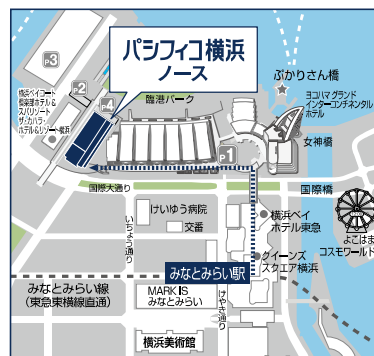 パシフィコ横浜
ノース
P3
P2
P4
P1
横浜ベイコート
倶楽部ホテル&
スパリゾート
ザ・カハラ・
ホテル&リゾート横浜
臨港パーク
ぷかりさん橋
ヨコハマ グランド
インターコンチネンタル
ホテル
女神橋
国際大通り
国際橋
いちょう通り
けいゆう病院
交番
横浜ベイ
ホテル東急
よこはま
コスモワールド
クイーンズ
スクエア横浜
みなとみらい駅
みなとみらい線
(東急東横線直通)
MARK IS
みなとみらい
けやき通り
横浜美術館